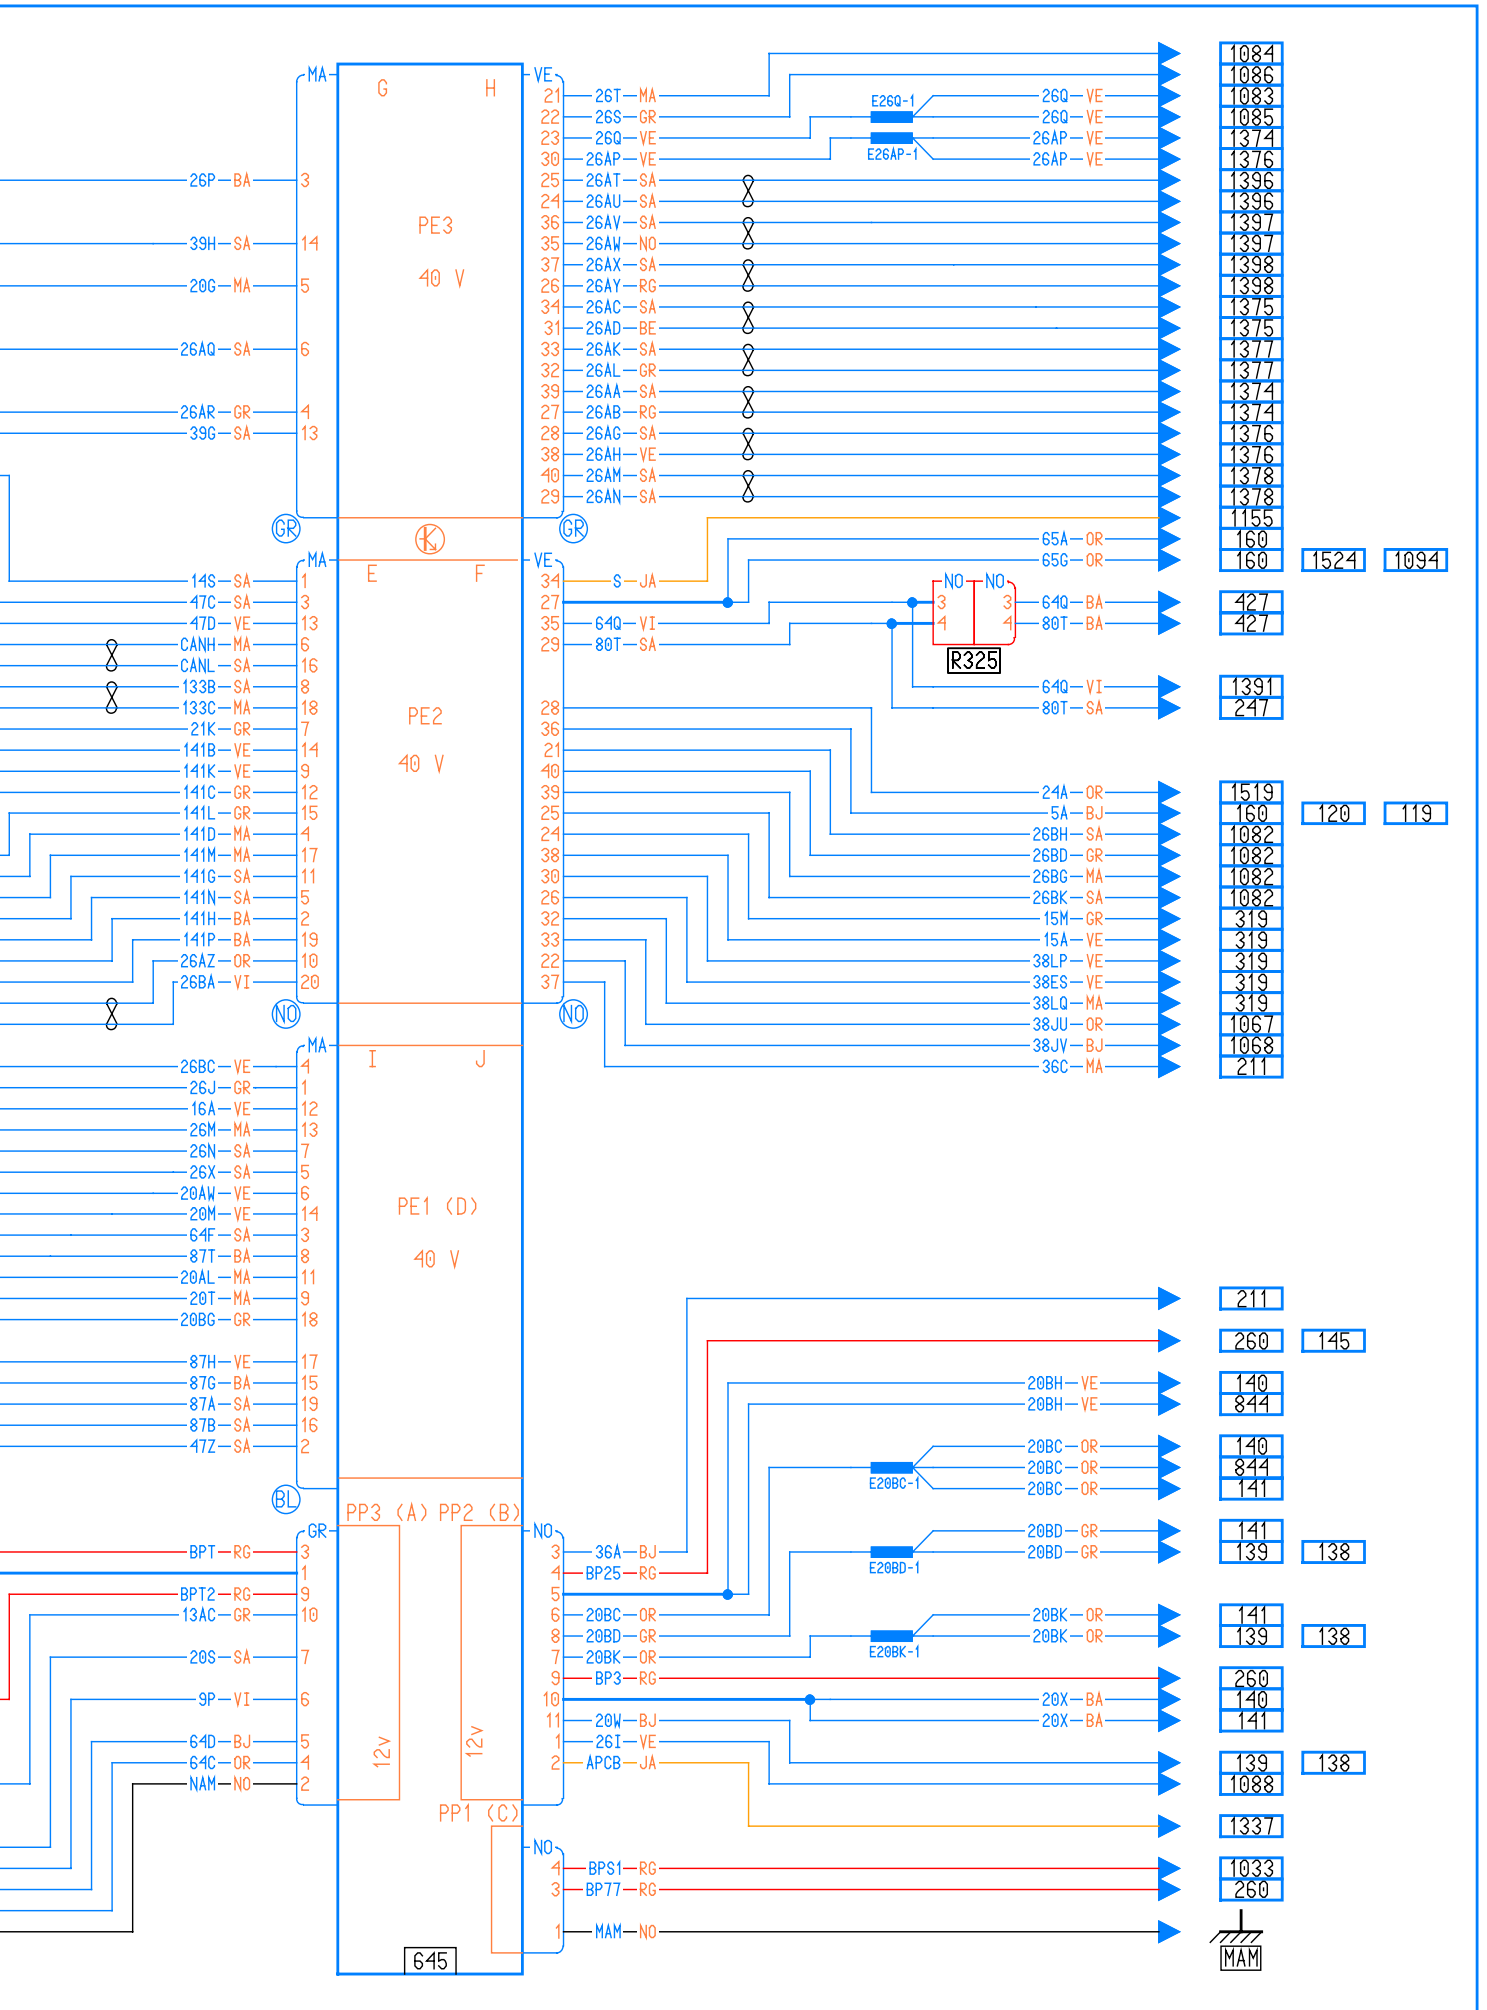 1084
MA G H VE 1086
21 26T MA E26Q-1 26Q VE 1083
22 26S GR 26Q VE 1085
23 26Q VE 26AP VE 1374
30 26AP VE E26AP-1 26AP VE 1376
26P BA 3 25 26AT SA 1396
24 26AU SA 1396
PE3 36 26AV SA 1397
39H SA 14 35 26AW NO 1397
37 26AX SA 1398
20G MA 5 40 V 26 26AY RG 1398
34 26AC SA 1375
31 26AD BE 1375
26AQ SA 6 33 26AK SA 1377
32 26AL GR 1377
39 26AA SA 1374
26AR GR 4 27 26AB RG 1374
39G SA 13 28 26AG SA 1376
38 26AH VE 1376
40 26AM SA 1378
29 26AN SA 1378
1155
GR K GR 65A OR 160
MA VE 65G OR 160 1524 1094
14S SA 1 E F 34 S JA NO NO
47C SA 3 27 3 3 64Q BA 427
47D VE 13 35 64Q VI 4 4 80T BA 427
CANH MA 6 29 80T SA
CANL SA 16 R325
133B SA 8 64Q VI 1391
133C MA 18 PE2 28 80T SA 247
21K GR 7 36
141B VE 14 21
141K VE 9 40 V 40
141C GR 12 39 24A OR 1519
141L GR 15 25 5A BJ 160 120 119
141D MA 4 24 26BH SA 1082
141M MA 17 38 26BD GR 1082
141G SA 11 30 26BG MA 1082
141N SA 5 26 26BK SA 1082
141H BA 2 32 15M GR 319
141P BA 19 33 15A VE 319
26AZ OR 10 22 38LP VE 319
26BA VI 20 37 38ES VE 319
NO NO 38LQ MA 319
38JU OR 1067
MA I J 38JV BJ 1068
26BC VE 4 36C MA 211
26J GR 1
16A VE 12
26M MA 13
26N SA 7
26X SA 5
20AW VE 6
20M VE 14 PE1 (D)
64F SA 3
87T BA 8 40 V
20AL MA 11
20T MA 9 211
20BG GR 18
260 145
87H VE 17
87G BA 15 20BH VE 140
87A SA 19 20BH VE 844
87B SA 16
47Z SA 2 20BC OR 140
20BC OR 844
BL E20BC-1 20BC OR 141
PP3 (A) PP2 (B)
GR NO 20BD GR 141
BPT RG 3 3 36A BJ 20BD GR 139 138
1 4 BP25 RG E20BD-1
BPT2 RG 9 5
13AC GR 10 6 20BC OR 20BK OR 141
8 20BD GR 20BK OR 139 138
20S SA 7 7 20BK OR E20BK-1
9 BP3 RG 260
9P VI 6 10 20X BA 140
11 20W BJ 20X BA 141
64D BJ 5 12v 12v 1 26I VE
64C OR 4 2 APCB JA 139 138
NAM NO 2 1088
PP1 (C) 1337
NO
4 BPS1 RG 1033
3 BP77 RG 260
1 MAM NO
645 MAM